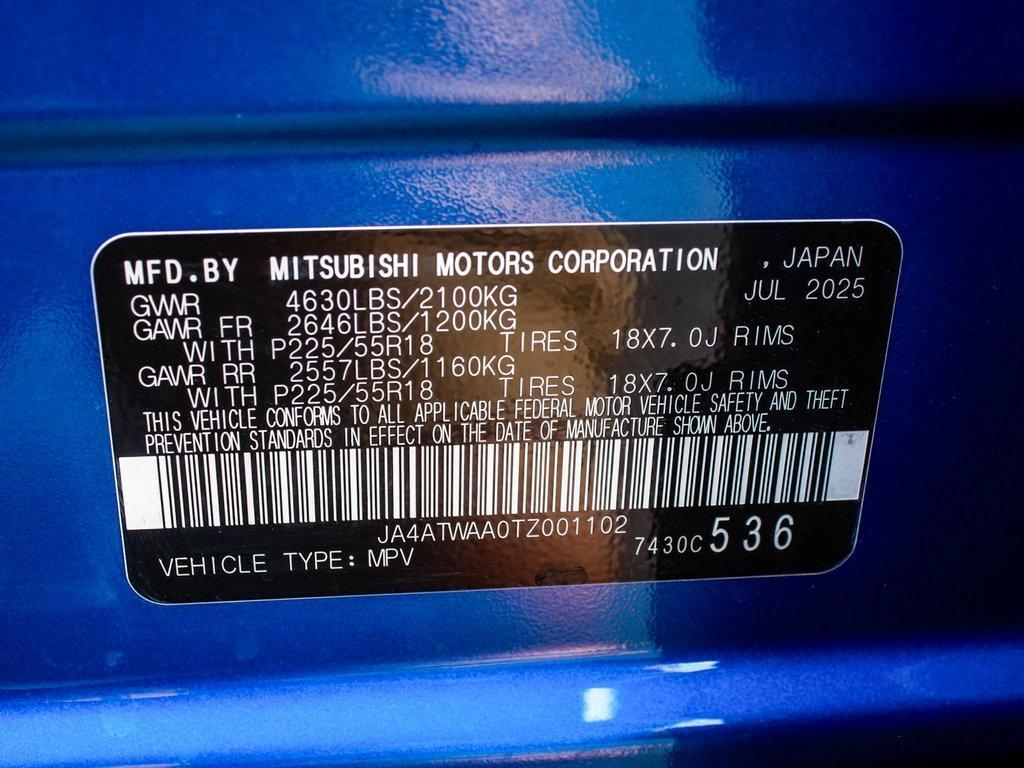 MFD.BY MITSUBISHI MOTORS CORPORATION , JAPAN
GVWR 4630LBS/2100KG JUL 2025
GAWR FR 2646LBS/1200KG
WITH P225/55R18 TIRES 18X7.0J RIMS
GAWR RR 2557LBS/1160KG
WITH P225/55R18 TIRES 18X7.0J RIMS
THIS VEHICLE CONFORMS TO ALL APPLICABLE FEDERAL MOTOR VEHICLE SAFETY AND THEFT
PREVENTION STANDARDS IN EFFECT ON THE DATE OF MANUFACTURE SHOWN ABOVE.
JA4ATWAA0TZ001102
VEHICLE TYPE: MPV 7430C536